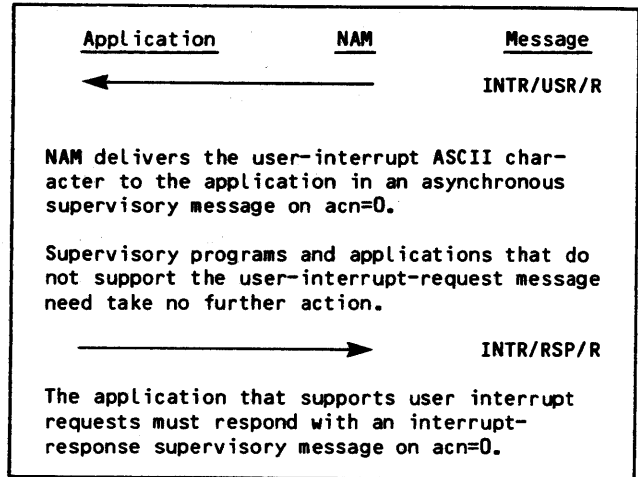 Application NAM Message
INTR/USR/R
NAM delivers the user-interrupt ASCII char-
acter to the application in an asynchronous
supervisory message on acn=0.
Supervisory programs and applications that do
not support the user-interrupt-request message
need take no further action.
INTR/RSP/R
The application that supports user interrupt
requests must respond with an interrupt-
response supervisory message on acn=0.